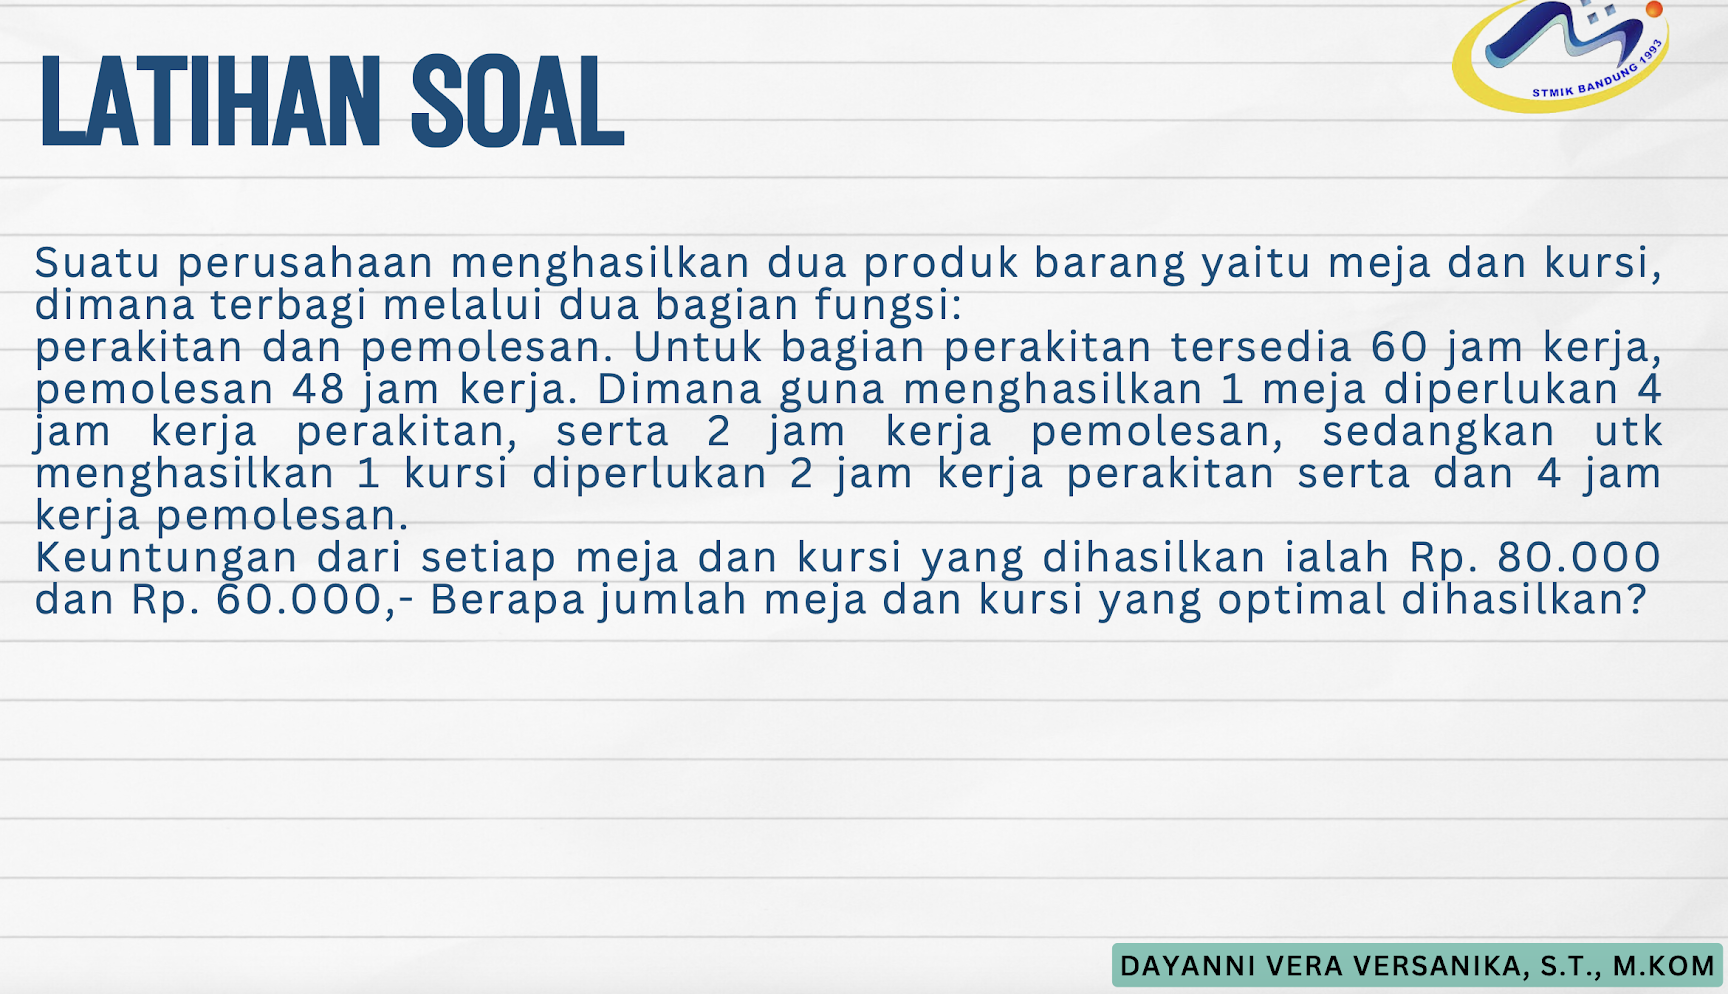 STMIK BANDUNG 1993
LATIHAN SOAL
Suatu perusahaan menghasilkan dua produk barang yaitu meja dan kursi,
dimana terbagi melalui dua bagian fungsi:
perakitan dan pemolesan. Untuk bagian perakitan tersedia 60 jam kerja,
pemolesan 48 jam kerja. Dimana guna menghasilkan 1 meja diperlukan 4
jam kerja perakitan, serta 2 jam kerja pemolesan, sedangkan utk
menghasilkan 1 kursi diperlukan 2 jam kerja perakitan serta dan 4 jam
kerja pemolesan.
Keuntungan dari setiap meja dan kursi yang dihasilkan ialah Rp. 80.000
dan Rp. 60.000,- Berapa jumlah meja dan kursi yang optimal dihasilkan?
DAYANNI VERA VERSANIKA, S.T., M.KOM